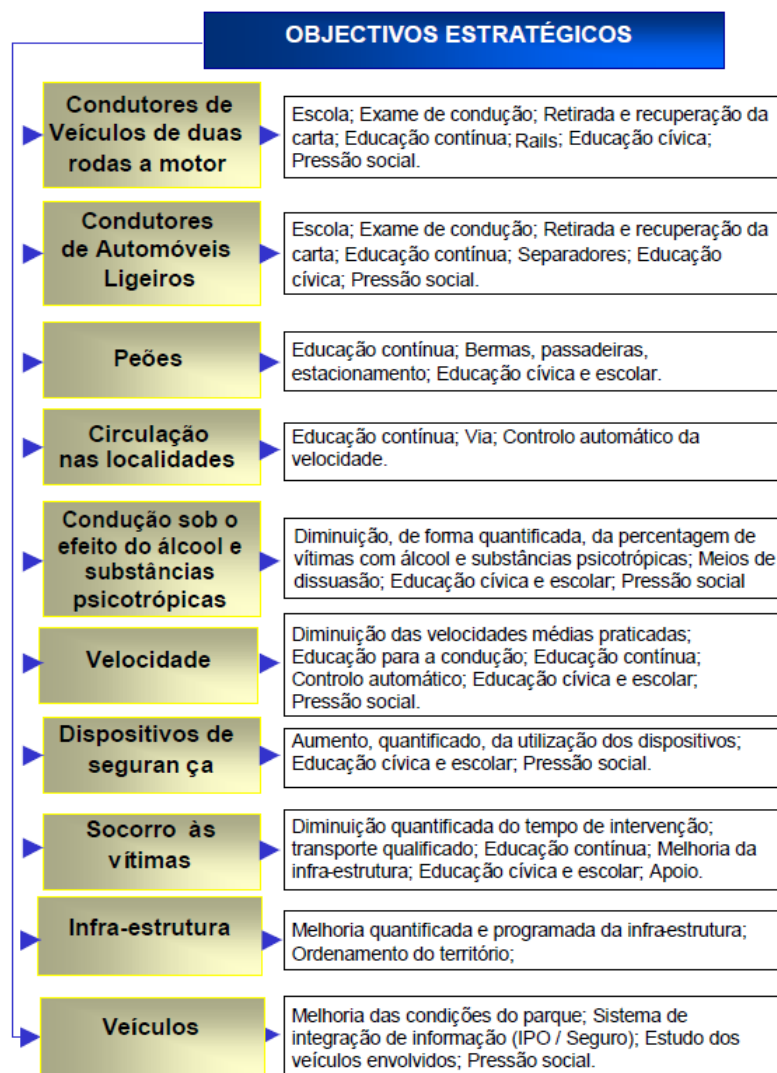 OBJECTIVOS ESTRATÉGICOS
Condutores de
Veículos de duas
rodas a motor
Escola; Exame de condução; Retirada e recuperação da
carta; Educação contínua; Rails; Educação cívica;
Pressão social.
Condutores
de Automóveis
Ligeiros
Escola; Exame de condução; Retirada e recuperação da
carta; Educação contínua; Separadores; Educação
cívica; Pressão social.
Peões
Educação contínua; Bermas, passadeiras,
estacionamento; Educação cívica e escolar.
Circulação
nas localidades
Educação contínua; Via; Controlo automático da
velocidade.
Condução sob o
efeito do álcool e
substâncias
psicotrópicas
Diminuição, de forma quantificada, da percentagem de
vítimas com álcool e substâncias psicotrópicas; Meios de
dissuasão; Educação cívica e escolar; Pressão social
Velocidade
Diminuição das velocidades médias praticadas;
Educação para a condução; Educação contínua;
Controlo automático; Educação cívica e escolar;
Pressão social.
Dispositivos de
seguran ça
Aumento, quantificado, da utilização dos dispositivos;
Educação cívica e escolar; Pressão social.
Socorro às
vítimas
Diminuição quantificada do tempo de intervenção;
transporte qualificado; Educação contínua; Melhoria da
infra-estrutura; Educação cívica e escolar; Apoio.
Infra-estrutura
Melhoria quantificada e programada da infra-estrutura;
Ordenamento do território;
Veículos
Melhoria das condições do parque; Sistema de
integração de informação (IPO / Seguro); Estudo dos
veículos envolvidos; Pressão social.